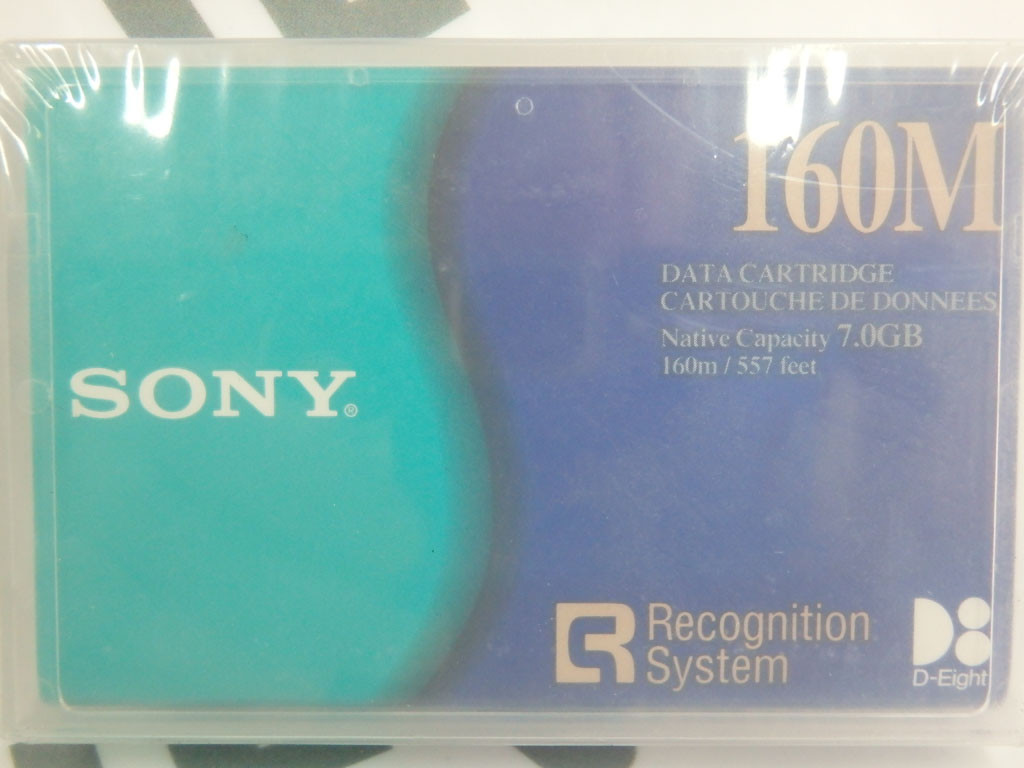 160M
DATA CARTRIDGE
CARTOUCHE DE DONNEES
Native Capacity 7.0GB
160m / 557 feet
SONY®
Recognition
System
D-Eight